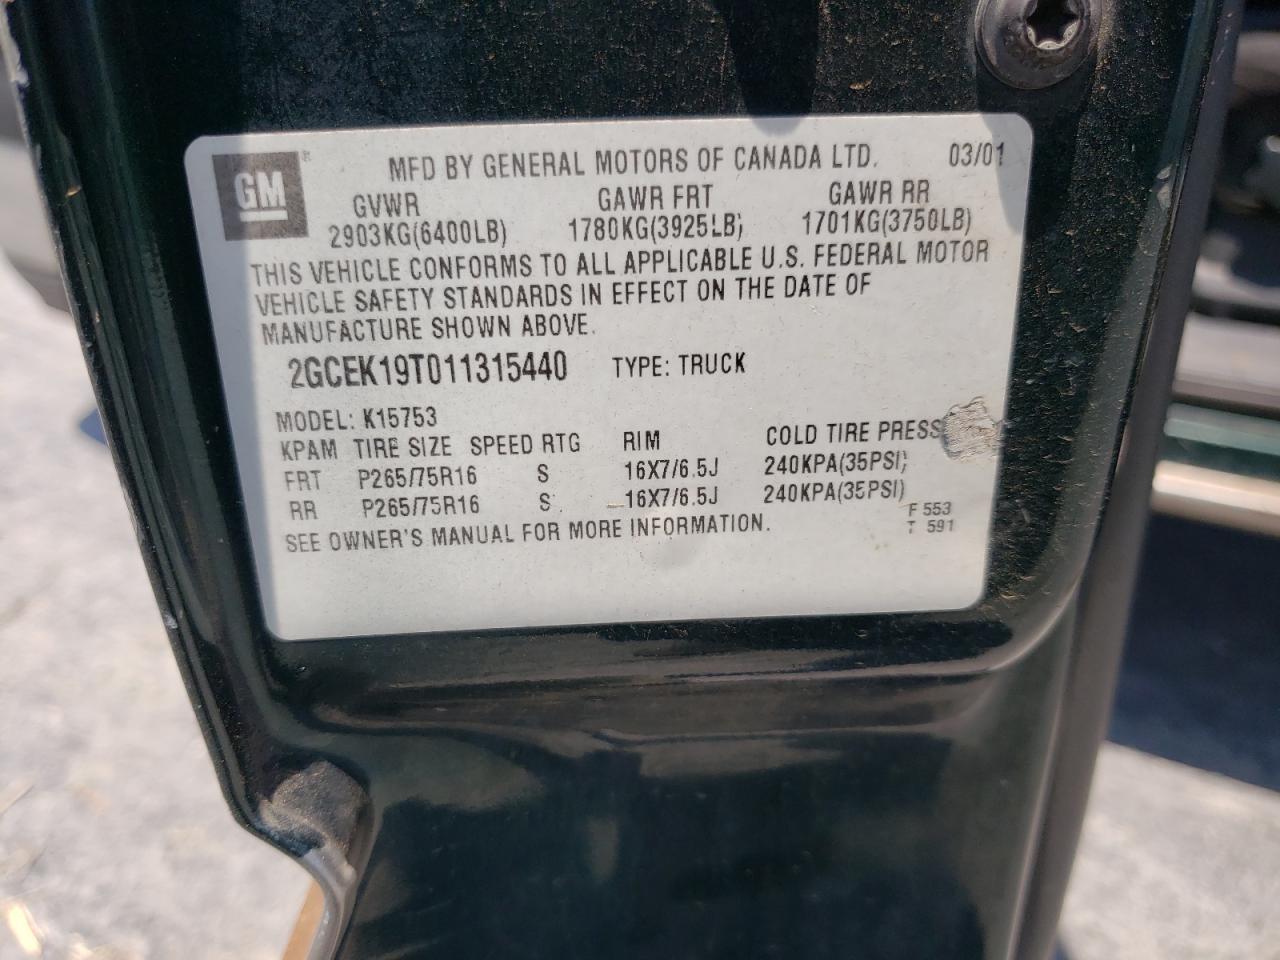 GM ®
MFD BY GENERAL MOTORS OF CANADA LTD. 03/01
GVWR GAWR FRT GAWR RR
2903KG(6400LB) 1780KG(3925LB) 1701KG(3750LB)
THIS VEHICLE CONFORMS TO ALL APPLICABLE U.S. FEDERAL MOTOR
VEHICLE SAFETY STANDARDS IN EFFECT ON THE DATE OF
MANUFACTURE SHOWN ABOVE.
2GCEK19T011315440 TYPE: TRUCK
MODEL: K15753
KPAM TIRE SIZE SPEED RTG RIM COLD TIRE PRESS
FRT P265/75R16 S 16X7/6.5J 240KPA(35PSI)
RR P265/75R16 S 16X7/6.5J 240KPA(35PSI)
SEE OWNER'S MANUAL FOR MORE INFORMATION.
F 553
T 591